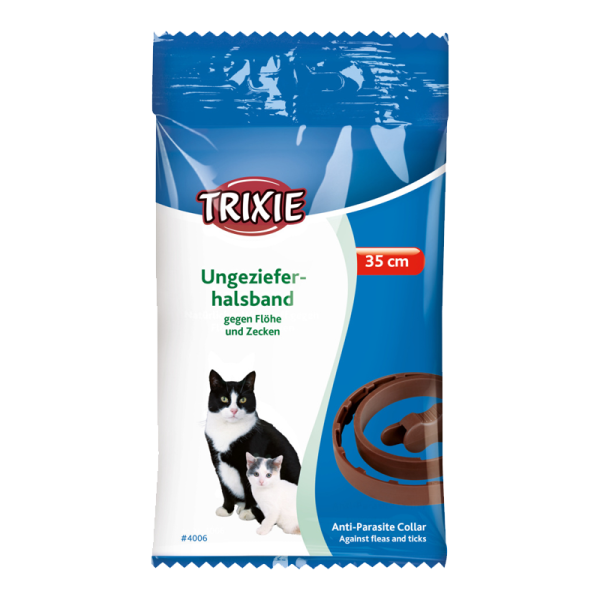 TRIXIE
35 cm
Ungeziefer-
halsband
gegen Flöhe
und Zecken
#4006
Anti-Parasite Collar
Against fleas and ticks